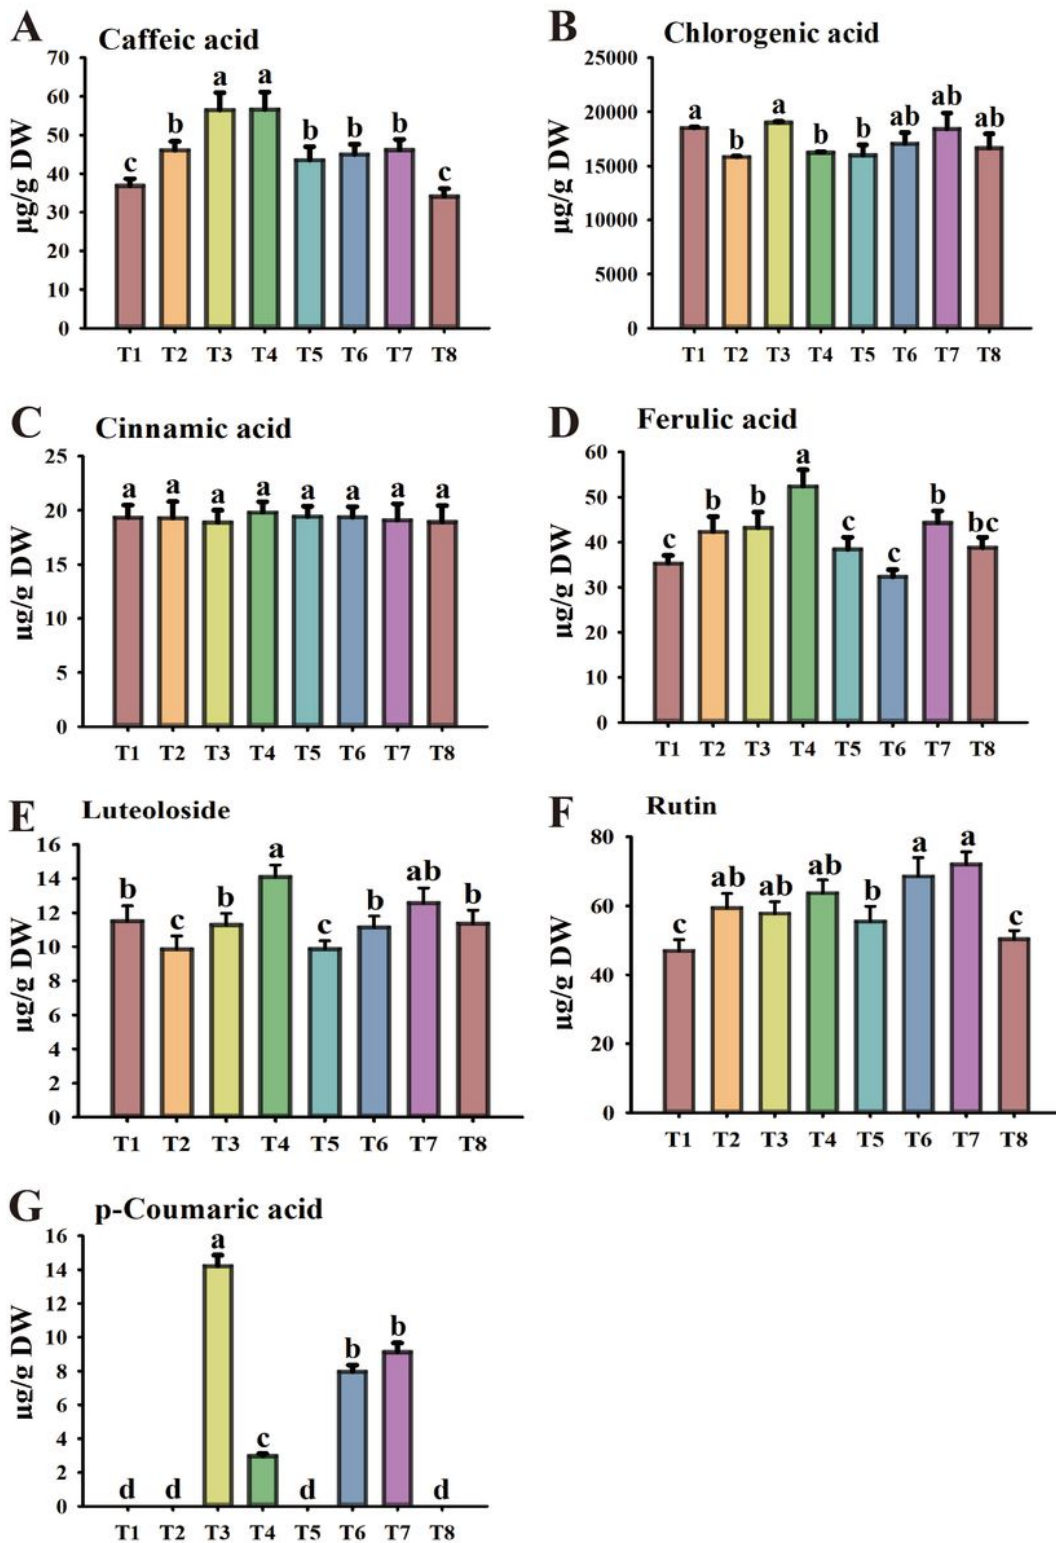 A Caffeic acid
70
60
50
40
30
20
10
0
µg/g DW
c b a a b b b c
T1 T2 T3 T4 T5 T6 T7 T8
B Chlorogenic acid
25000
20000
15000
10000
5000
0
µg/g DW
a b a b b ab ab ab
T1 T2 T3 T4 T5 T6 T7 T8
C Cinnamic acid
25
20
15
10
5
0
µg/g DW
a a a a a a a a
T1 T2 T3 T4 T5 T6 T7 T8
D Ferulic acid
60
50
40
30
20
10
0
µg/g DW
c b b a c c b bc
T1 T2 T3 T4 T5 T6 T7 T8
E Luteoloside
16
14
12
10
8
6
4
2
0
µg/g DW
b c b a c b ab b
T1 T2 T3 T4 T5 T6 T7 T8
F Rutin
80
60
40
20
0
µg/g DW
c ab ab ab b a a c
T1 T2 T3 T4 T5 T6 T7 T8
G p-Coumaric acid
16
14
12
10
8
6
4
2
0
µg/g DW
d d a c d b b d
T1 T2 T3 T4 T5 T6 T7 T8